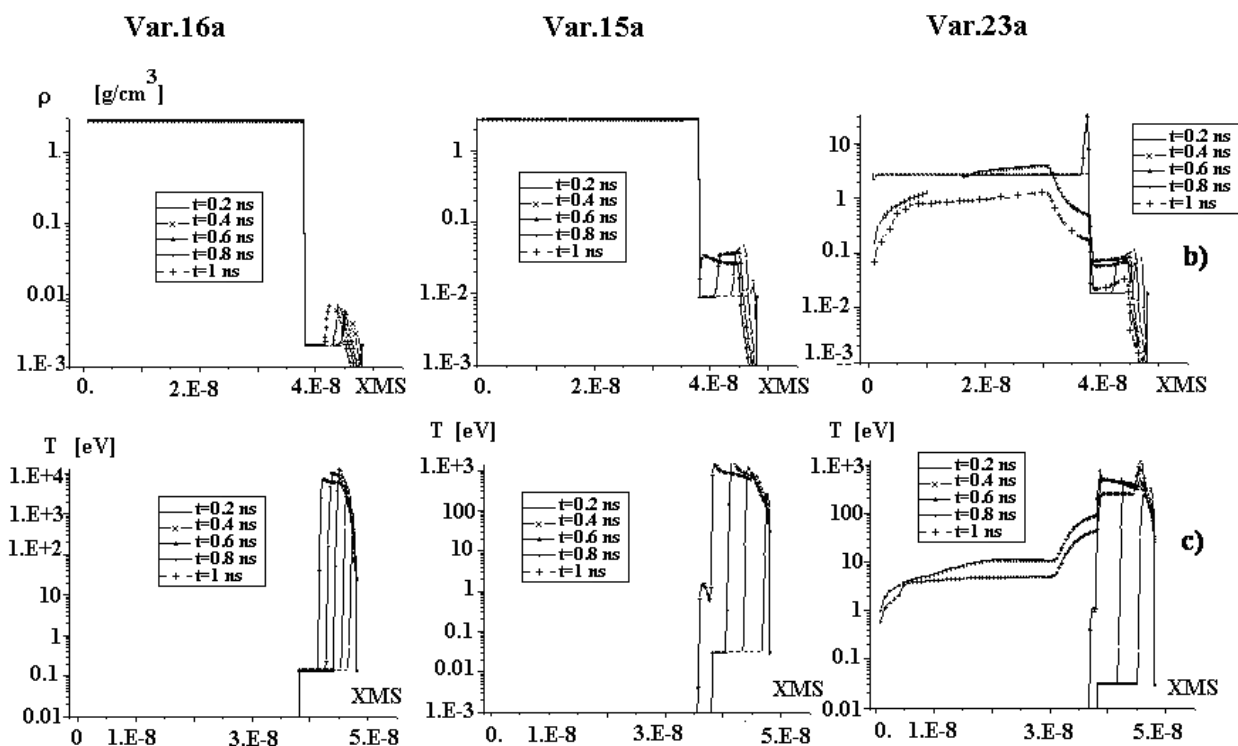 Var.16a
Var.15a
Var.23a
ρ [g/cm³]
1
0.1
0.01
1.E-3
t=0.2 ns
t=0.4 ns
t=0.6 ns
t=0.8 ns
t=1 ns
0.
2.E-8
4.E-8
XMS
1
0.1
1.E-2
1.E-3
t=0.2 ns
t=0.4 ns
t=0.6 ns
t=0.8 ns
t=1 ns
0.
2.E-8
4.E-8
XMS
10
1
0.1
1.E-2
1.E-3
t=0.2 ns
t=0.4 ns
t=0.6 ns
t=0.8 ns
t=1 ns
b)
0.
2.E-8
4.E-8
XMS
T [eV]
1.E+4
1.E+3
1.E+2
10
1
0.1
0.01
t=0.2 ns
t=0.4 ns
t=0.6 ns
t=0.8 ns
t=1 ns
XMS
0
1.E-8
3.E-8
5.E-8
T [eV]
1.E+3
100
10
1
0.1
0.01
1.E-3
t=0.2 ns
t=0.4 ns
t=0.6 ns
t=0.8 ns
t=1 ns
XMS
0.
1.E-8
3.E-8
5.E-8
T [eV]
1.E+3
100
10
1
0.1
0.01
t=0.2 ns
t=0.4 ns
t=0.6 ns
t=0.8 ns
t=1 ns
c)
XMS
0
1.E-8
3.E-8
5.E-8